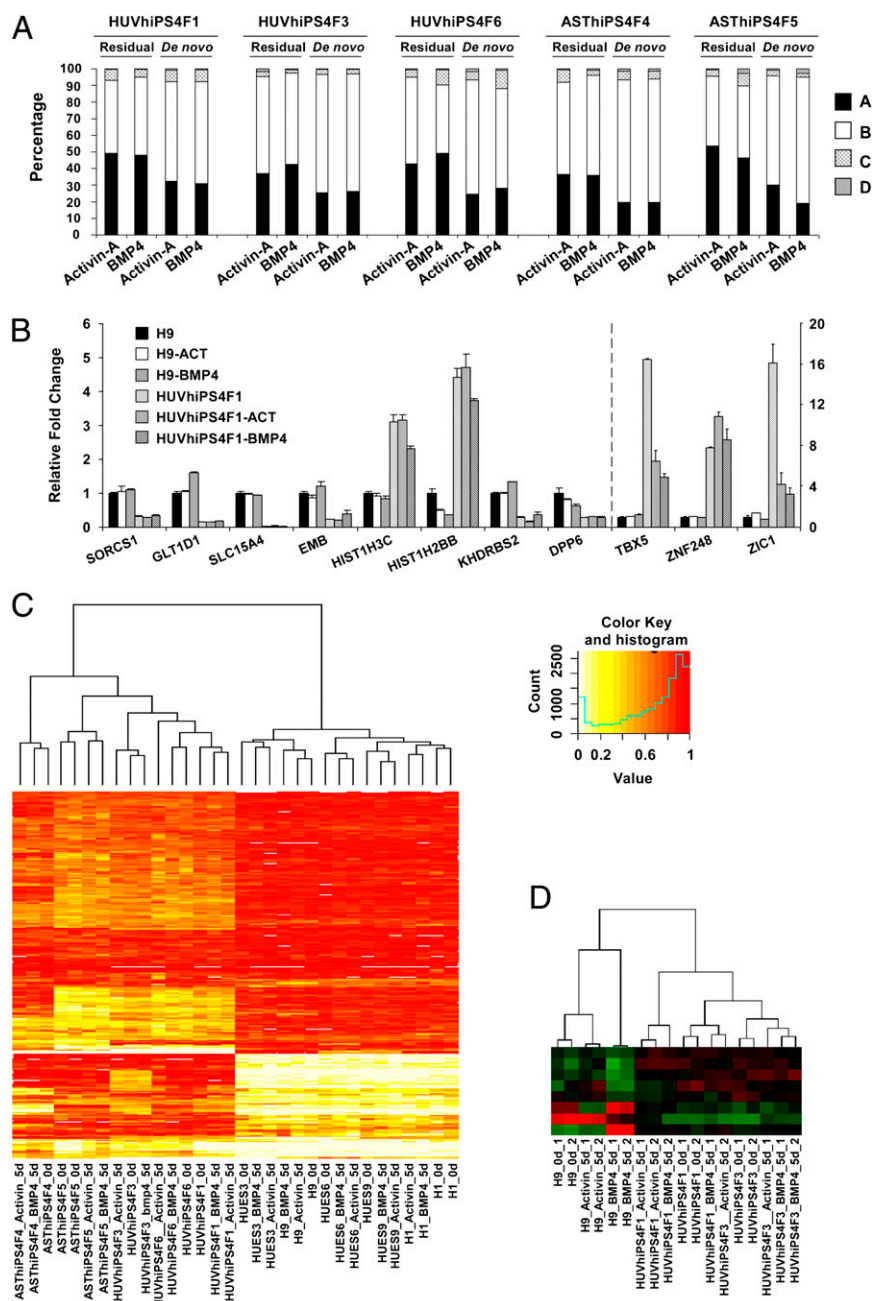 A
HUVhiPS4F1 HUVhiPS4F3 HUVhiPS4F6 ASThiPS4F4 ASThiPS4F5
Residual De novo Residual De novo Residual De novo Residual De novo Residual De novo
Percentage
100
90
80
70
60
50
40
30
20
10
0
Activin-A BMP4 Activin-A BMP4 Activin-A BMP4 Activin-A BMP4 Activin-A BMP4 Activin-A BMP4 Activin-A BMP4 Activin-A BMP4 Activin-A BMP4 Activin-A BMP4
A
B
C
D
B
Relative Fold Change
6
5
4
3
2
1
0
H9
H9-ACT
H9-BMP4
HUVhiPS4F1
HUVhiPS4F1-ACT
HUVhiPS4F1-BMP4
20
16
12
8
4
0
SORCS1 GLT1D1 SLC15A4 EMB HIST1H3C HIST1H2BB KHDRBS2 DPP6 TBX5 ZNF248 ZIC1
C
Color Key
and histogram
Count
2500
1000
0
0 0.2 0.6 1
Value
ASThiPS4F4_Activin_5d
ASThiPS4F4_BMP4_5d
ASThiPS4F4_0d
ASThiPS4F5_0d
ASThiPS4F5_0d
ASThiPS4F5_Activin_5d
ASThiPS4F5_BMP4_5d
HUVhiPS4F3_Activin_5d
HUVhiPS4F3_0d
HUVhiPS4F3_bmp4_5d
HUVhiPS4F6__Activin_5d
HUVhiPS4F6_BMP4_5d
HUVhiPS4F6_0d
HUVhiPS4F1_0d
HUVhiPS4F1_BMP4_5d
HUVhiPS4F1_Activin_5d
HUES3_0d
HUES3_BMP4_5d
HUES3_Activin_5d
H9_BMP4_5d
H9_Activin_5d
H9_0d
HUES6_0d
HUES6_BMP4_5d
HUES6_Activin_5d
HUES9_0d
HUES9_BMP4_5d
HUES9_Activin_5d
H1_Activin_5d
H1_BMP4_5d
H1_0d
H1_0d
D
H9_0d_1
H9_0d_2
H9_Activin_5d_1
H9_Activin_5d_2
H9_BMP4_5d_1
H9_BMP4_5d_2
HUVhiPS4F1_Activin_5d_1
HUVhiPS4F1_Activin_5d_2
HUVhiPS4F1_BMP4_5d_2
HUVhiPS4F1_0d_1
HUVhiPS4F1_0d_2
HUVhiPS4F1_BMP4_5d_1
HUVhiPS4F3__Activin_5d_2
HUVhiPS4F3_0d_1
HUVhiPS4F3_0d_2
HUVhiPS4F3_Activin_5d_1
HUVhiPS4F3_BMP4_5d_1
HUVhiPS4F3_BMP4_5d_2